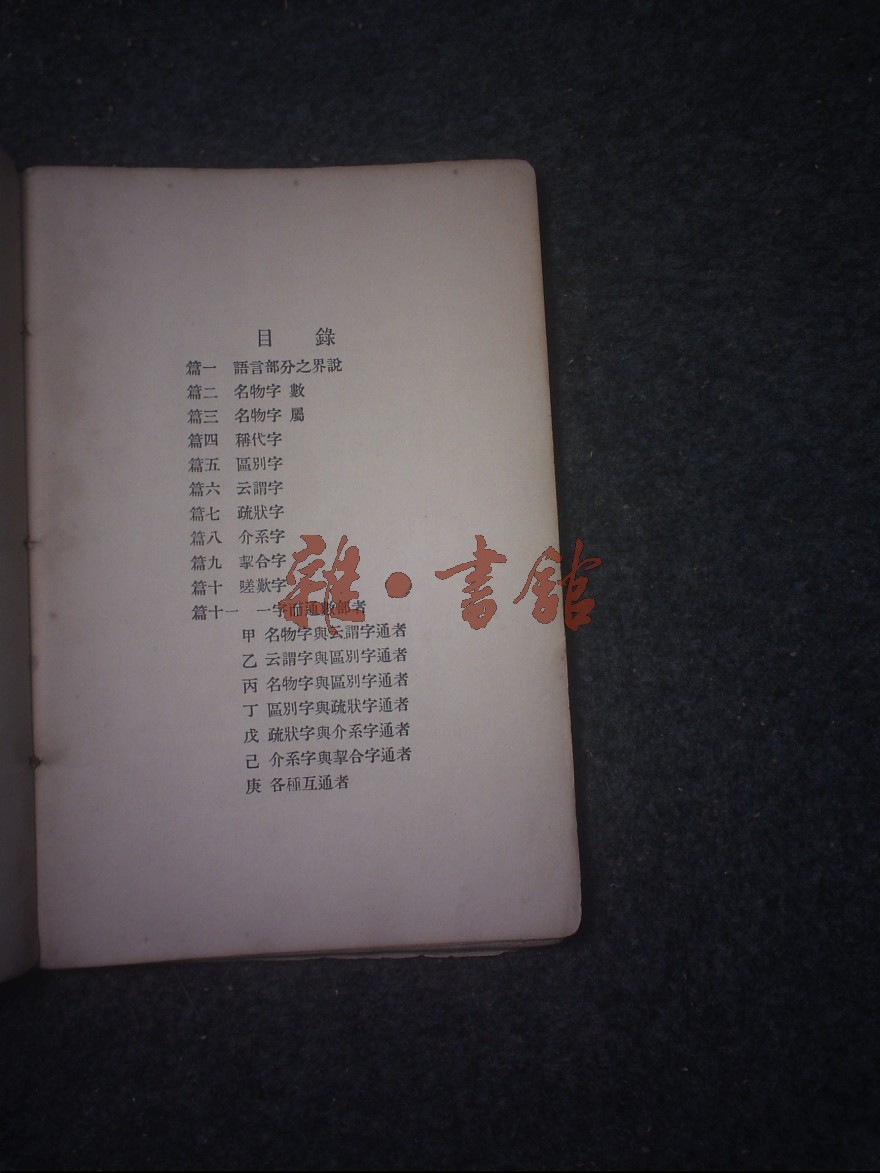 目　錄
篇一　語言部分之界說
篇二　名物字 數
篇三　名物字 屬
篇四　稱代字
篇五　區別字
篇六　云謂字
篇七　疏狀字
篇八　介系字
篇九　挈合字
篇十　嗟歎字
篇十一　一字而通數部者
甲 名物字與云謂字通者
乙 云謂字與區別字通者
丙 名物字與區別字通者
丁 區別字與疏狀字通者
戊 疏狀字與介系字通者
己 介系字與挈合字通者
庚 各種互通者
雜·書館